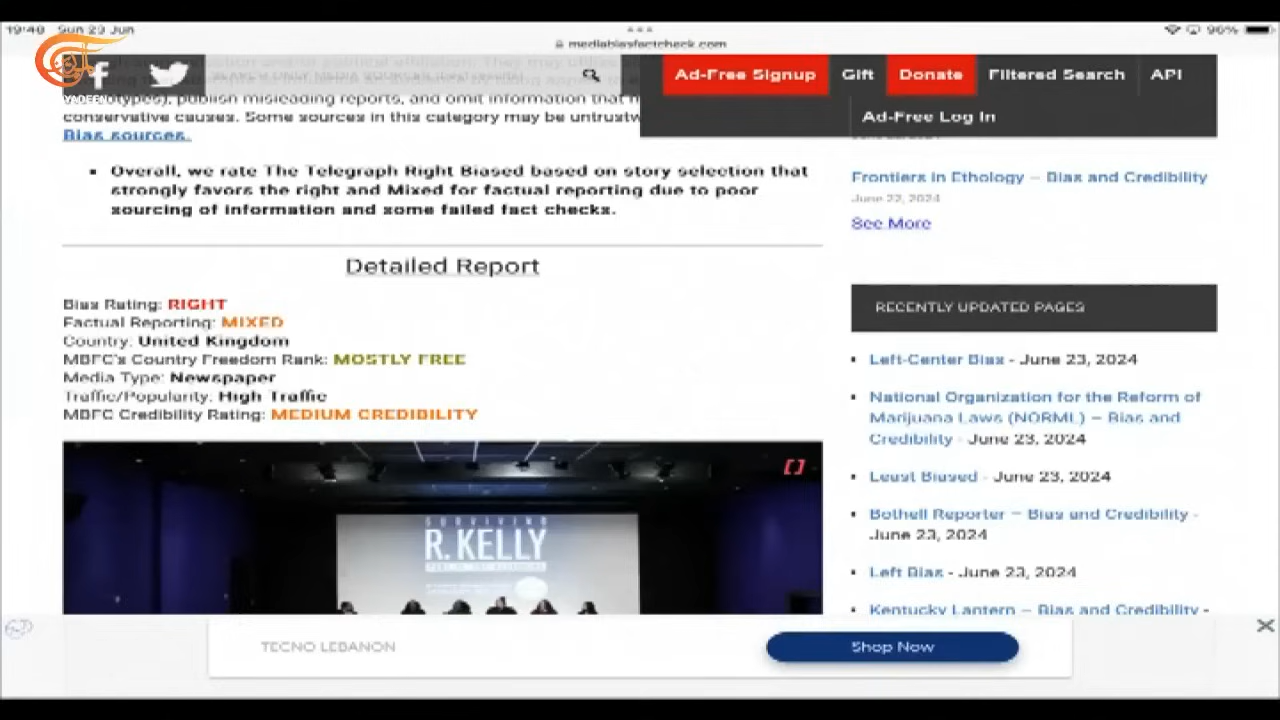 19:40 Sun 23 Jun
96%
mediabiasfactcheck.com
Ad-Free Signup
Gift
Donate
Filtered Search
API
Ad-Free Log In
types), publish misleading reports, and omit information that
conservative causes. Some sources in this category may be untrustw
Bias sources.
• Overall, we rate The Telegraph Right Biased based on story selection that
strongly favors the right and Mixed for factual reporting due to poor
sourcing of information and some failed fact checks.
Detailed Report
Bias Rating: RIGHT
Factual Reporting: MIXED
Country: United Kingdom
MBFC's Country Freedom Rank: MOSTLY FREE
Media Type: Newspaper
Traffic/Popularity: High Traffic
MBFC Credibility Rating: MEDIUM CREDIBILITY
SURVIVING
R. KELLY
Frontiers in Ethology – Bias and Credibility
June 22, 2024
See More
RECENTLY UPDATED PAGES
• Left-Center Bias - June 23, 2024
• National Organization for the Reform of
Marijuana Laws (NORML) – Bias and
Credibility - June 23, 2024
• Least Biased - June 23, 2024
• Bothell Reporter – Bias and Credibility -
June 23, 2024
• Left Bias - June 23, 2024
• Kentucky Lantern – Bias and Credibility -
TECNO LEBANON
Shop Now